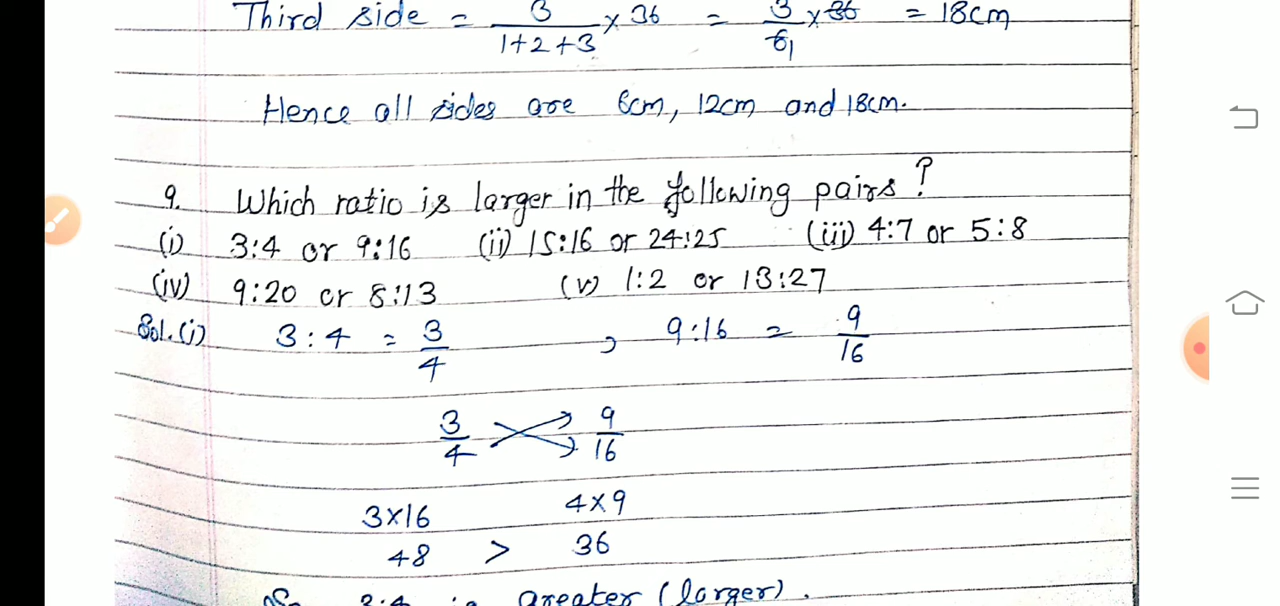 Third side = 3/(1+2+3) × 36 = 3/6 × 36 = 18cm
Hence all sides are 6cm, 12cm and 18cm.
9. Which ratio is larger in the following pairs?
(i) 3:4 or 9:16 (ii) 15:16 or 24:25 (iii) 4:7 or 5:8
(iv) 9:20 or 8:13 (v) 1:2 or 13:27
Sol. (i) 3:4 = 3/4 , 9:16 = 9/16
3/4 9/16
3×16 4×9
48 > 36
So 3:4 is greater (larger).